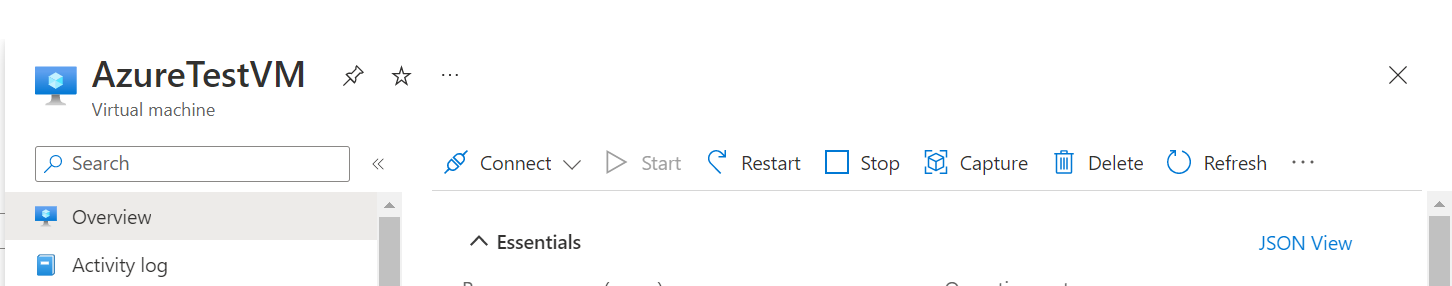 AzureTestVM
Virtual machine
Search
Connect Start Restart Stop Capture Delete Refresh
Overview
Essentials JSON View
Activity log